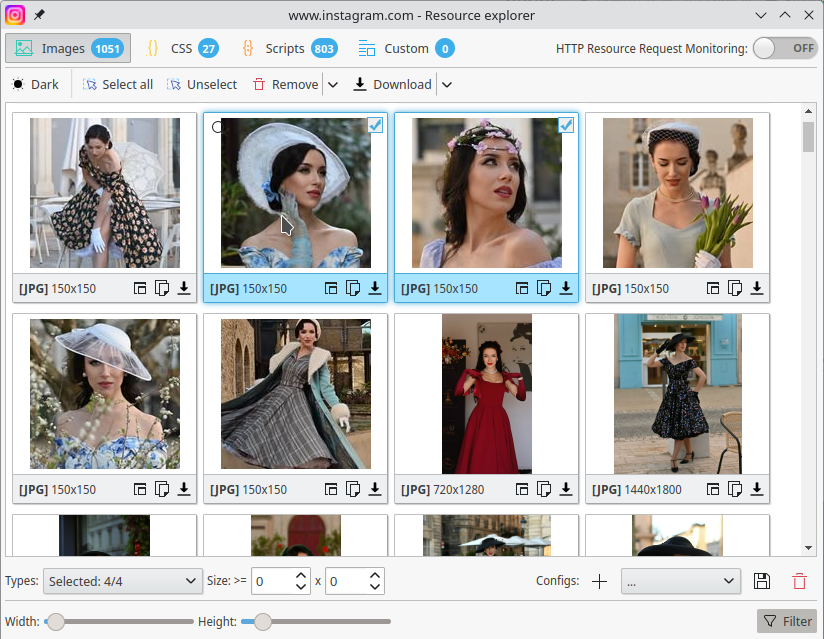 www.instagram.com - Resource explorer
Images 1051 CSS 27 Scripts 803 Custom 0 HTTP Resource Request Monitoring: OFF
Dark Select all Unselect Remove Download
[JPG] 150x150 [JPG] 150x150 [JPG] 150x150 [JPG] 150x150
[JPG] 150x150 [JPG] 150x150 [JPG] 720x1280 [JPG] 1440x1800
Types: Selected: 4/4 Size: >= 0 x 0 Configs: ...
Width: Height: Filter